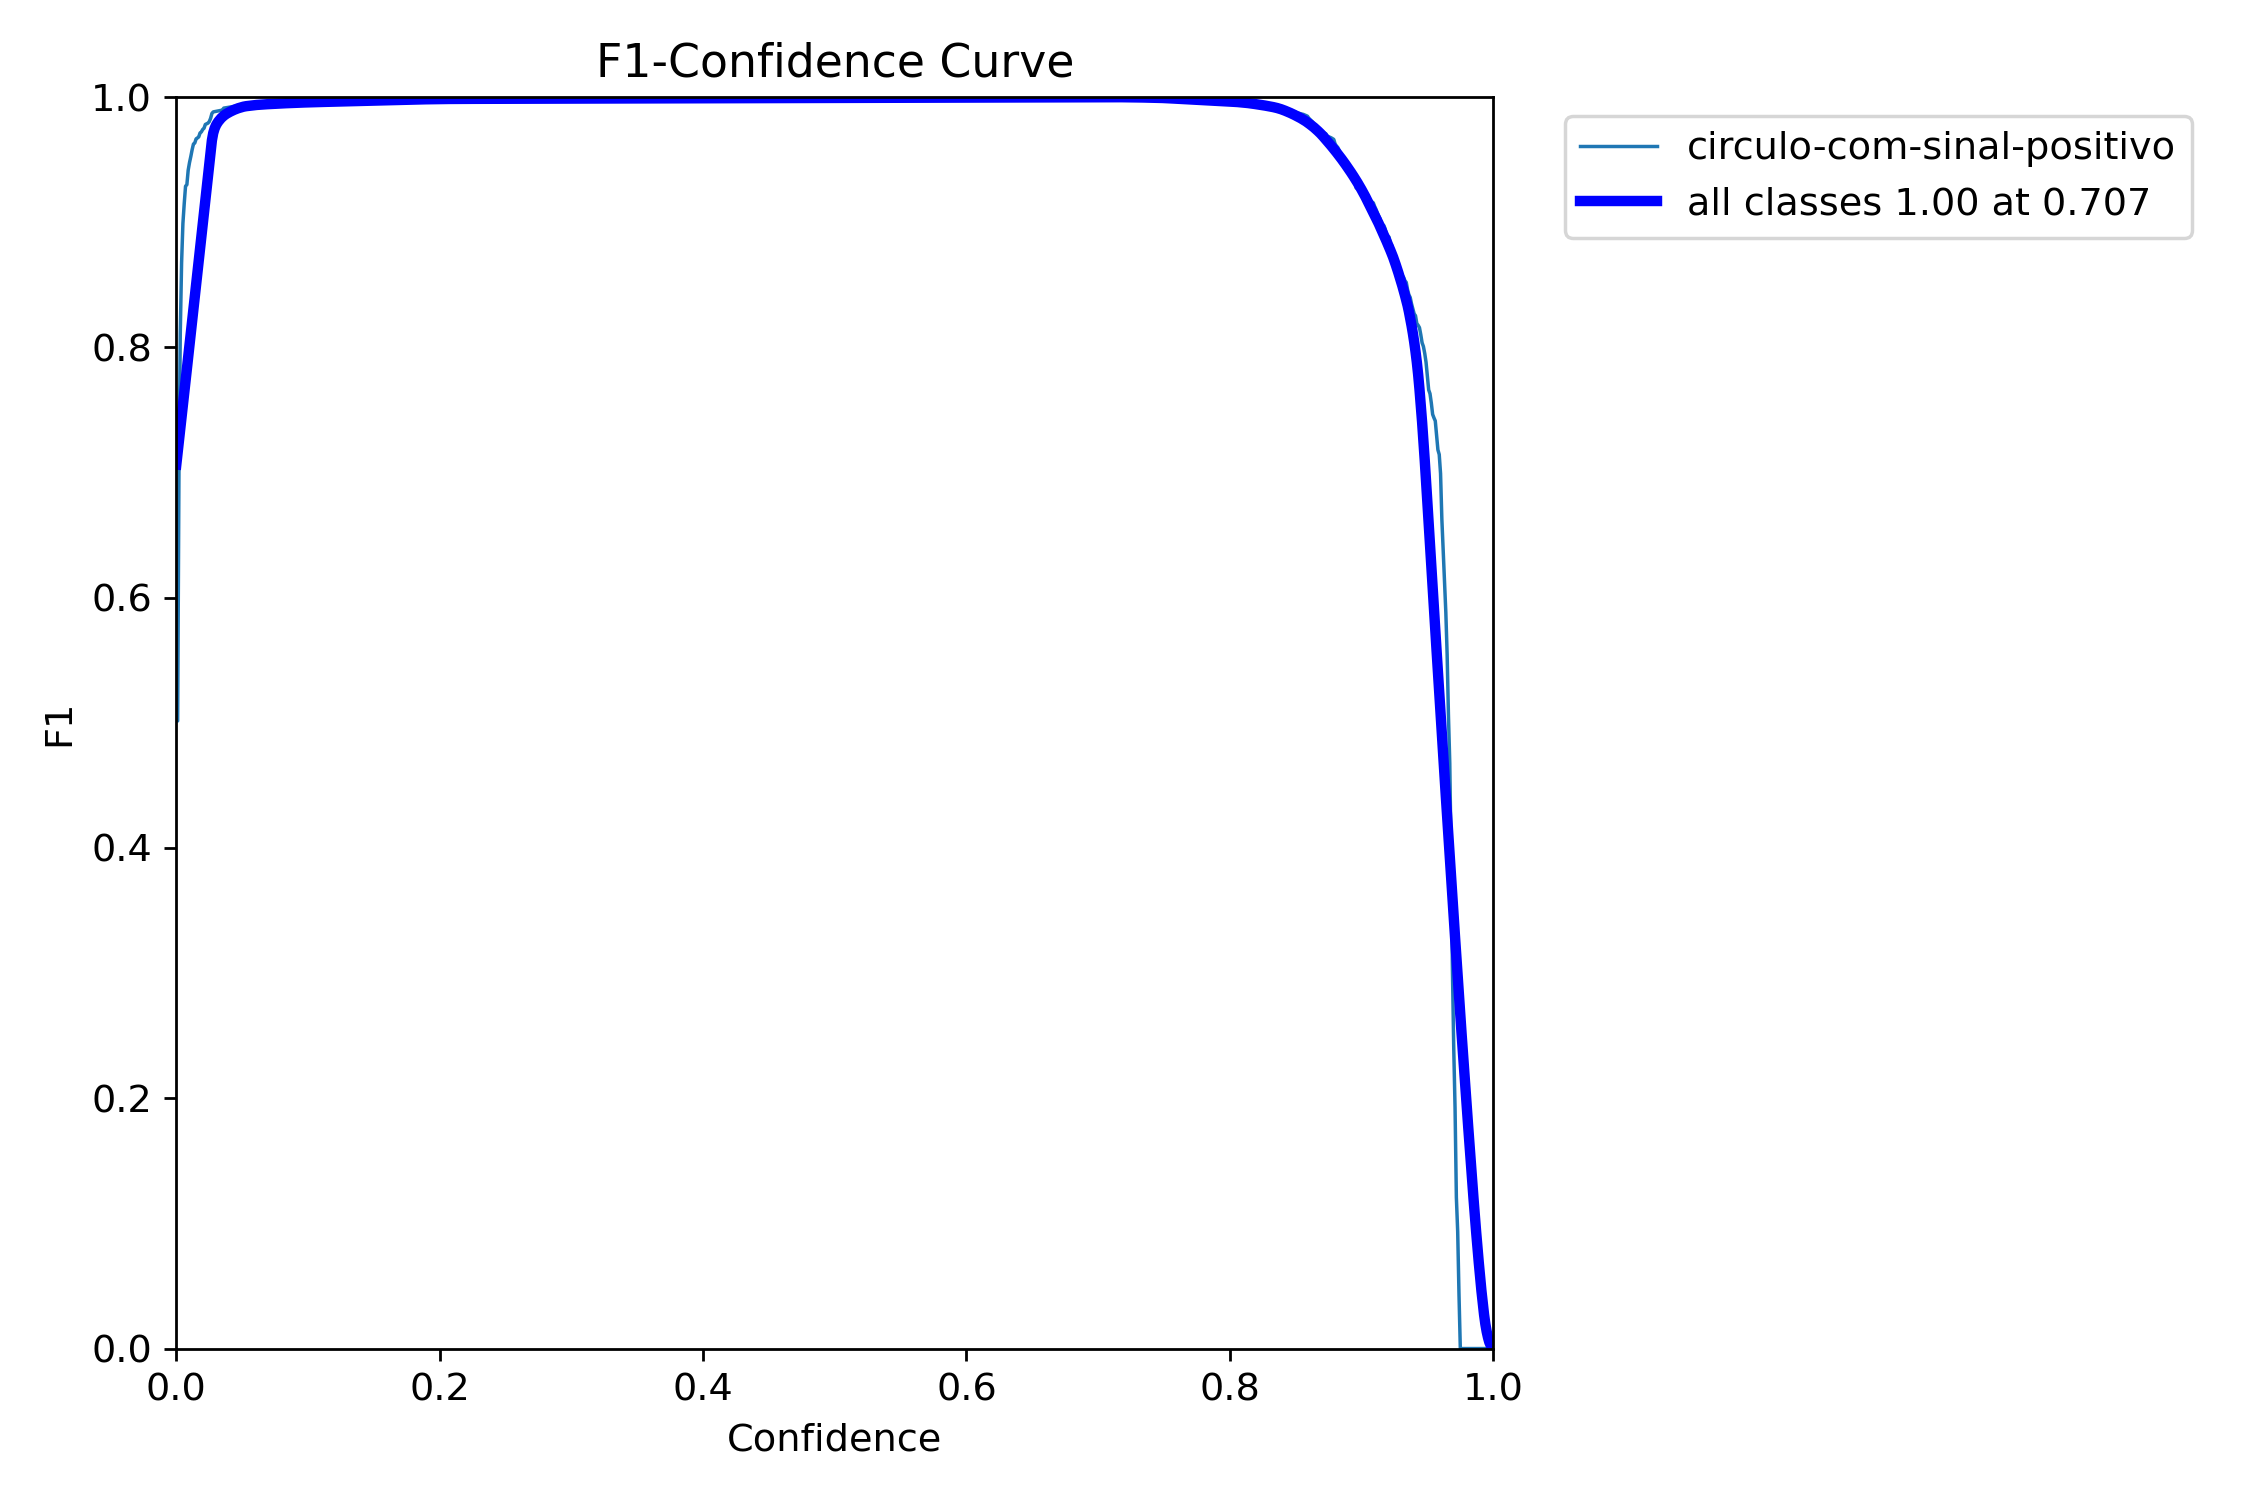 F1-Confidence Curve
1.0
0.8
0.6
0.4
0.2
0.0
F1
0.0 0.2 0.4 0.6 0.8 1.0
Confidence
circulo-com-sinal-positivo
all classes 1.00 at 0.707